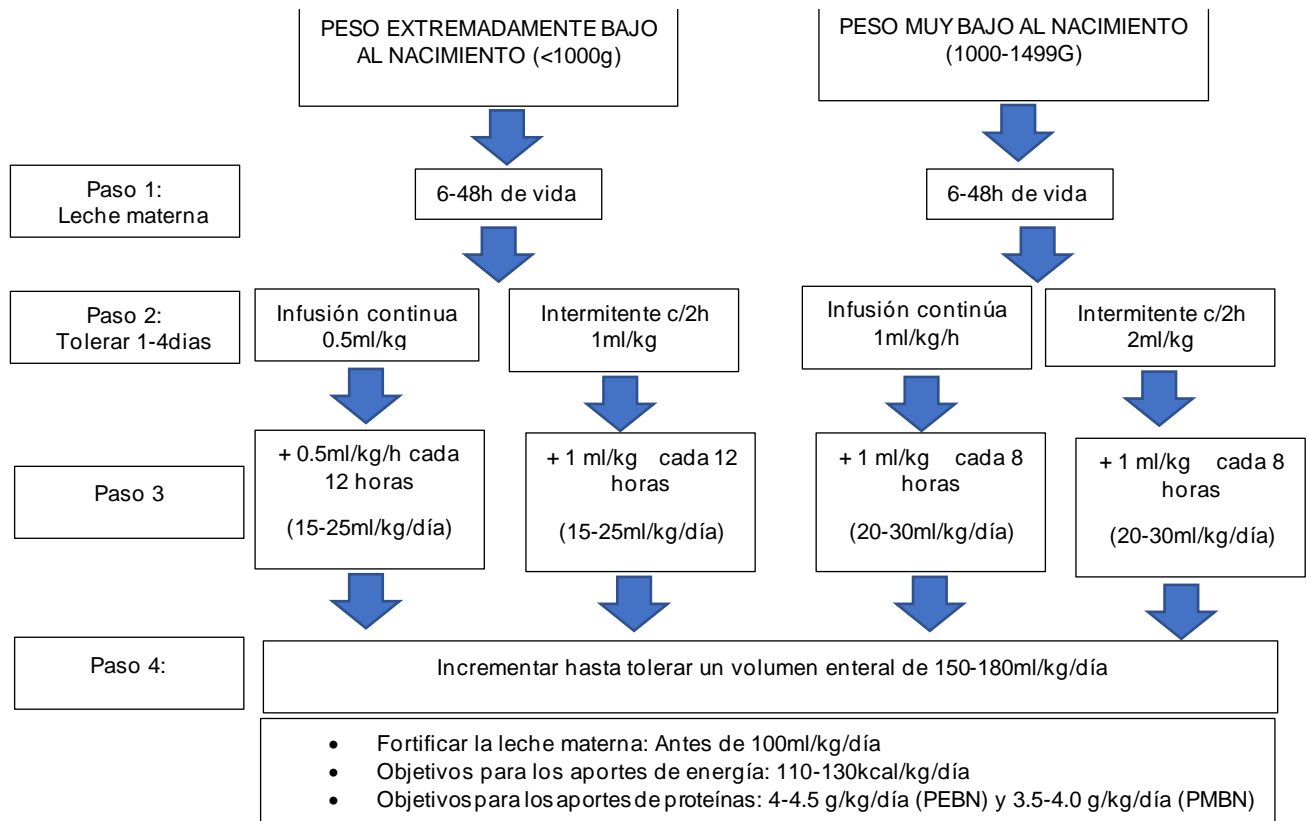 PESO EXTREMADAMENTE BAJO
AL NACIMIENTO (<1000g)
PESO MUY BAJO AL NACIMIENTO
(1000-1499G)
Paso 1:
Leche materna
6-48h de vida
6-48h de vida
Paso 2:
Tolerar 1-4dias
Infusión continua
0.5ml/kg
Intermitente c/2h
1ml/kg
Infusión continúa
1ml/kg/h
Intermitente c/2h
2ml/kg
Paso 3
+ 0.5ml/kg/h cada
12 horas
(15-25ml/kg/día)
+ 1 ml/kg cada 12
horas
(15-25ml/kg/día)
+ 1 ml/kg cada 8
horas
(20-30ml/kg/día)
+ 1 ml/kg cada 8
horas
(20-30ml/kg/día)
Paso 4:
Incrementar hasta tolerar un volumen enteral de 150-180ml/kg/día
• Fortificar la leche materna: Antes de 100ml/kg/día
• Objetivos para los aportes de energía: 110-130kcal/kg/día
• Objetivos para los aportes de proteínas: 4-4.5 g/kg/día (PEBN) y 3.5-4.0 g/kg/día (PMBN)